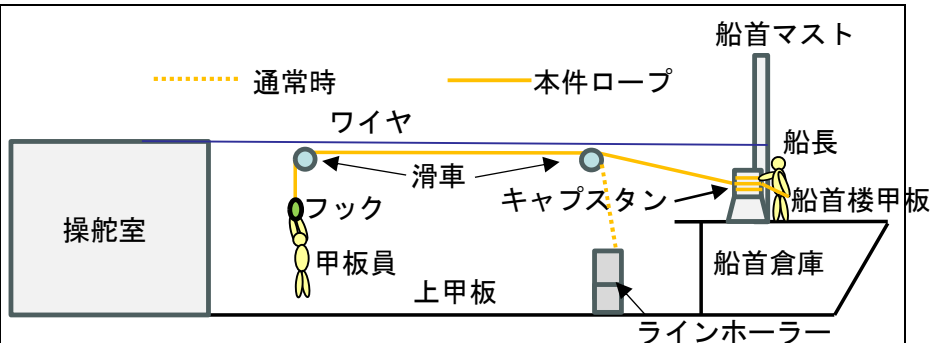 船首マスト
通常時
本件ロープ
ワイヤ
船長
滑車
キャプスタン
船首楼甲板
フック
操舵室
甲板員
船首倉庫
上甲板
ラインホーラー